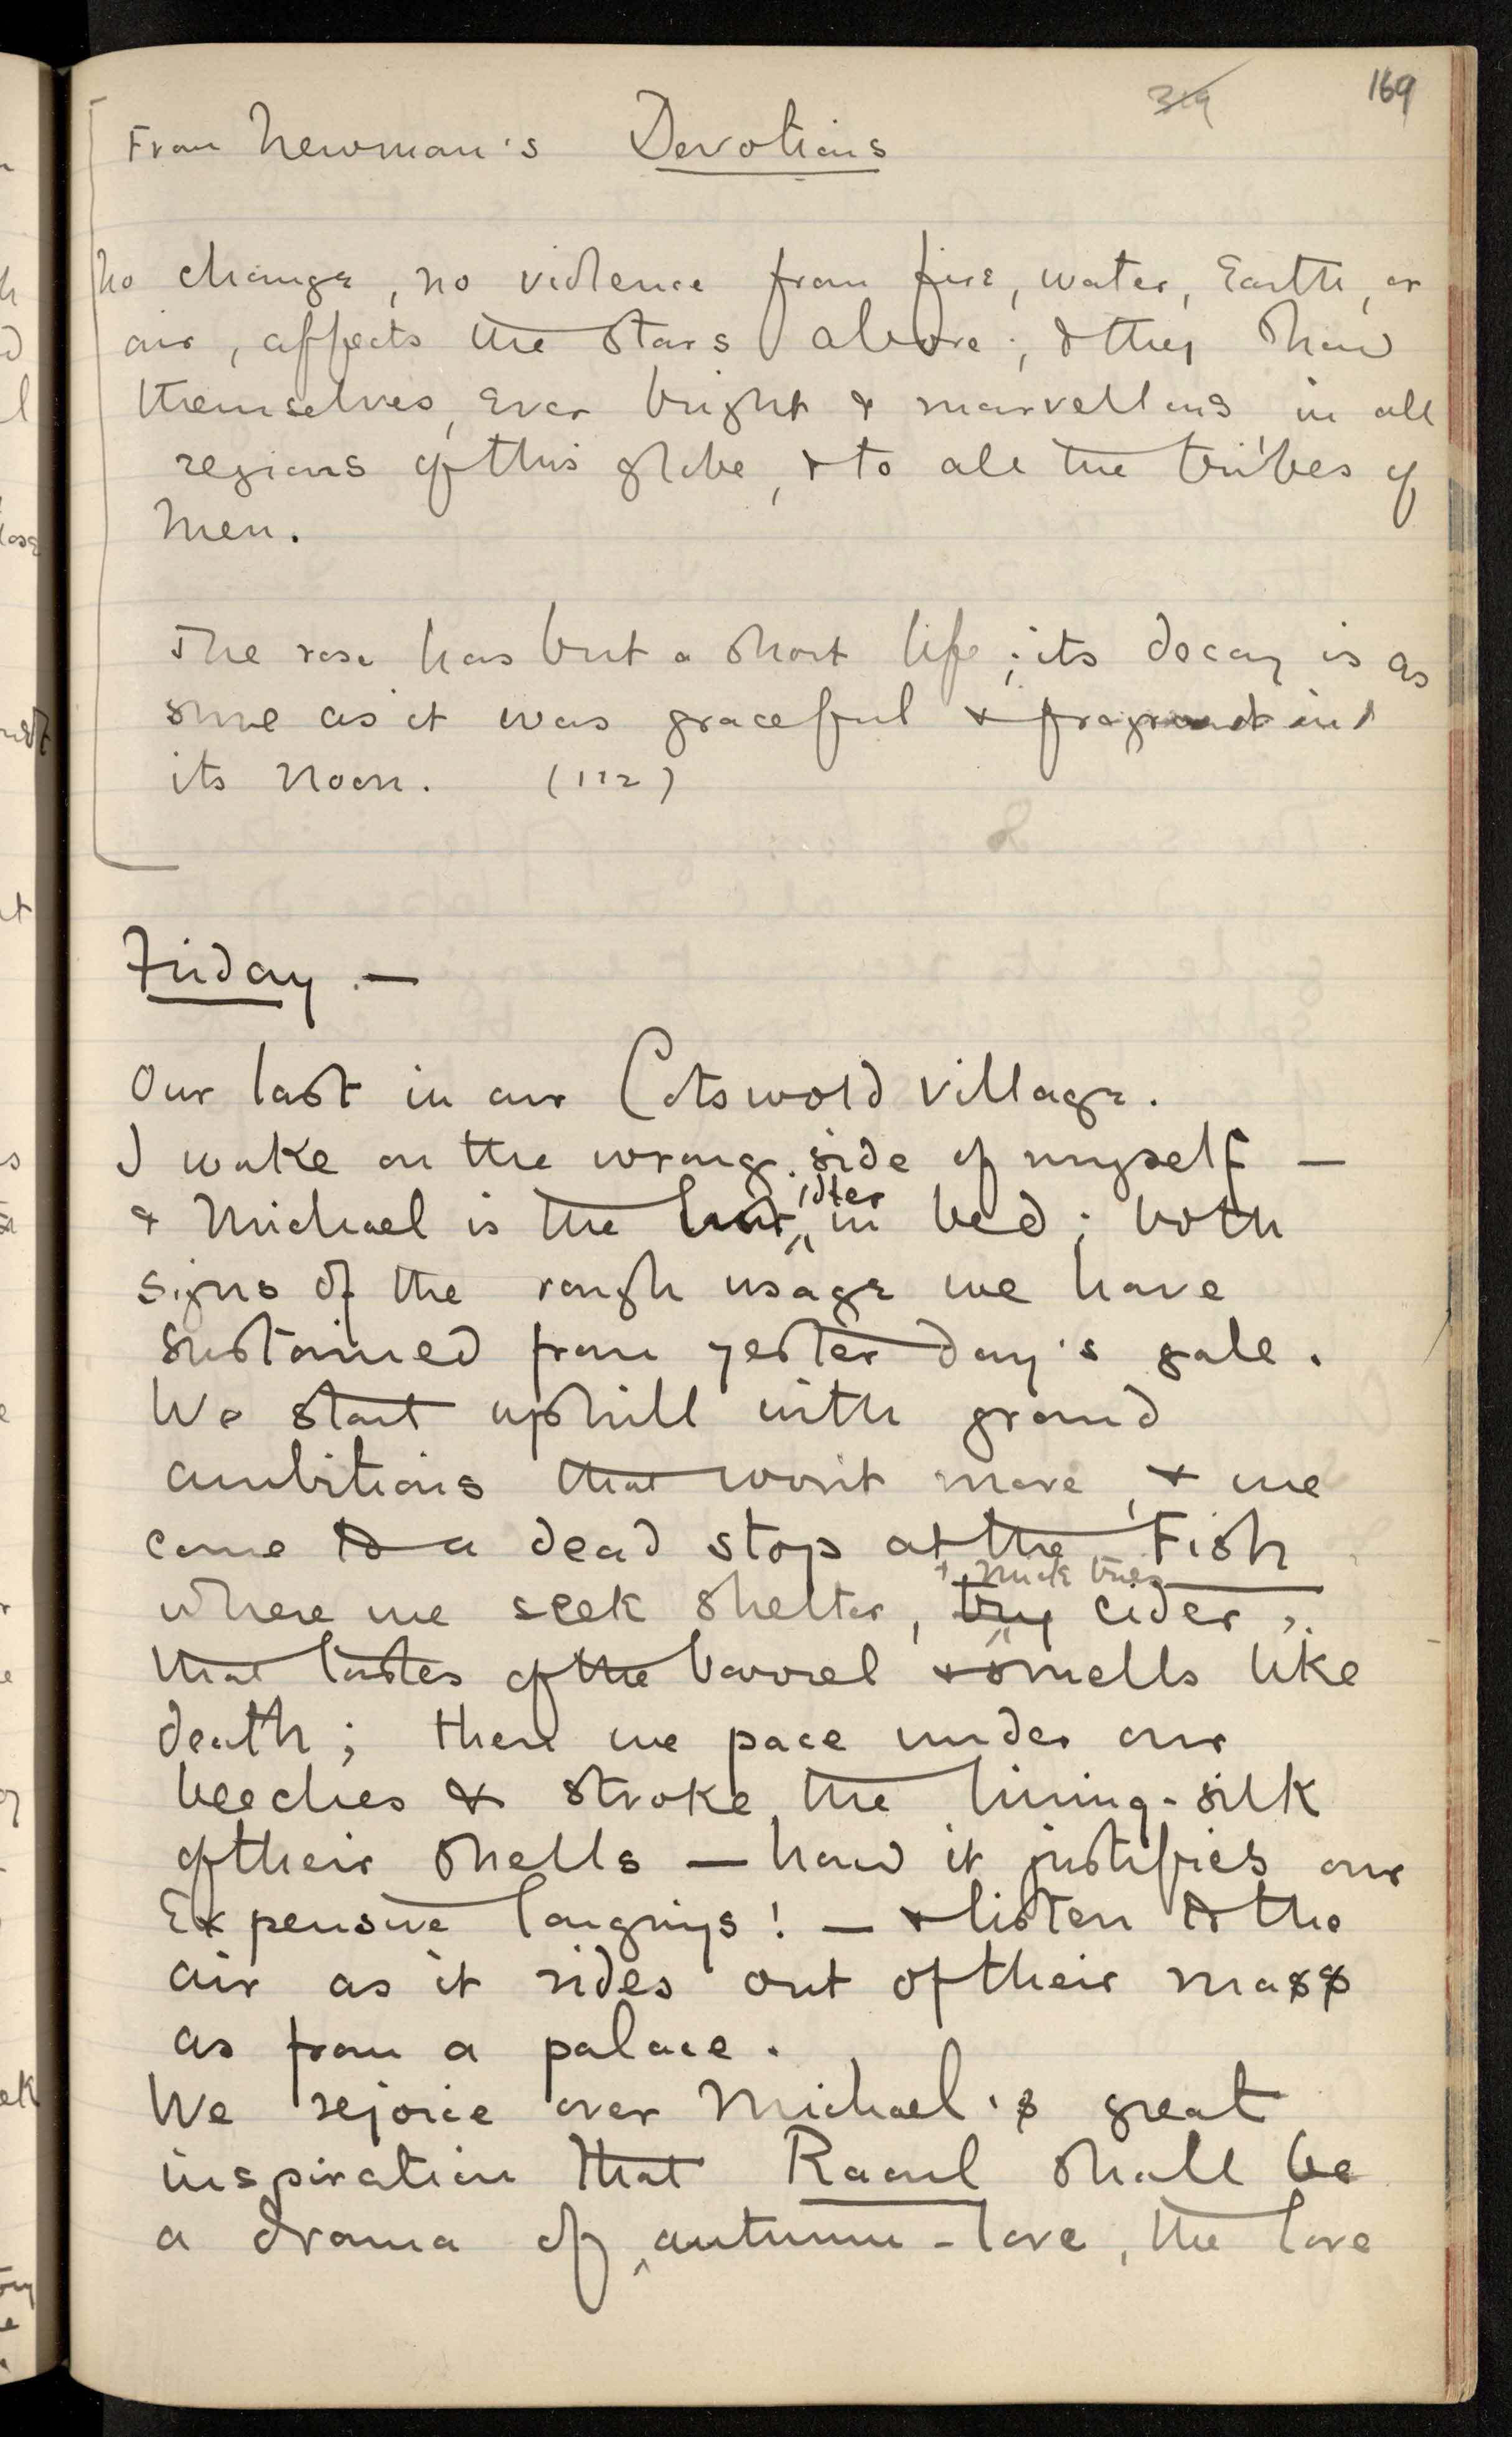 319 169
From Newman's Devotions
No change, no violence from fire, water, Earth, or
air, affects the stars above; & they show
themselves, ever bright & marvellous, in all
regions of this globe, & to all the tribes of
Men.
The rose has but a short life; its decay is as
sure as it was graceful & fragrant in
its noon. (112)
Friday. —
Our last in our Cotswold village.
I wake on the wrong side of myself —
& Michael is the idler in bed; both
signs of the rough usage we have
sustained from yesterday's gale.
We start uphill with grand
ambitions that won't move, & we
come to a dead stop at the Fish
& Mick tries
where we seek shelter, try cider,
that tastes of the barrel & smells like
death; then we pace under our
beeches & stroke the lining-silk
of their shells — how it justifies our
Expensive longings! — & listen to the
air as it rides out of their mass
as from a palace.
We rejoice over Michael's great
inspiration that Raoul shall be
a drama of autumn-love, the love